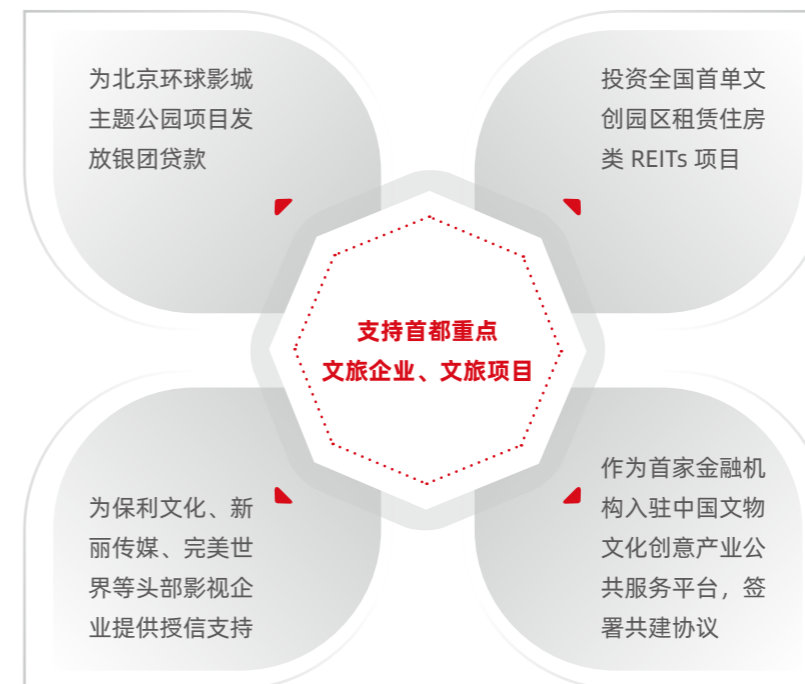 为北京环球影城
主题公园项目发
放银团贷款
投资全国首单文
创园区租赁住房
类 REITs 项目
支持首都重点
文旅企业、文旅项目
为保利文化、新
丽传媒、完美世
界等头部影视企
业提供授信支持
作为首家金融机
构入驻中国文物
文化创意产业公
共服务平台，签
署共建协议